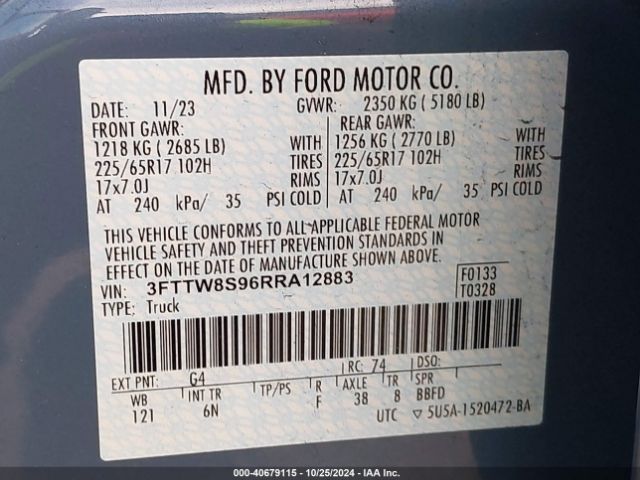 MFD. BY FORD MOTOR CO.
DATE: 11/23 GVWR: 2350 KG ( 5180 LB)
FRONT GAWR: REAR GAWR:
1218 KG ( 2685 LB) WITH 1256 KG ( 2770 LB) WITH
225/65R17 102H TIRES 225/65R17 102H TIRES
17x7.0J RIMS 17x7.0J RIMS
AT 240 kPa/ 35 PSI COLD AT 240 kPa/ 35 PSI COLD
THIS VEHICLE CONFORMS TO ALL APPLICABLE FEDERAL MOTOR
VEHICLE SAFETY AND THEFT PREVENTION STANDARDS IN
EFFECT ON THE DATE OF MANUFACTURE SHOWN ABOVE.
VIN: 3FTTW8S96RRA12883 F0133
TYPE: Truck T0328
EXT PNT: G4 RC: 74 DSO:
WB INT TR TP/PS R AXLE TR SPR
121 6N F 38 8 BBFD
UTC ▽ 5U5A-1520472-BA
000-40679115 - 10/25/2024 - IAA Inc.